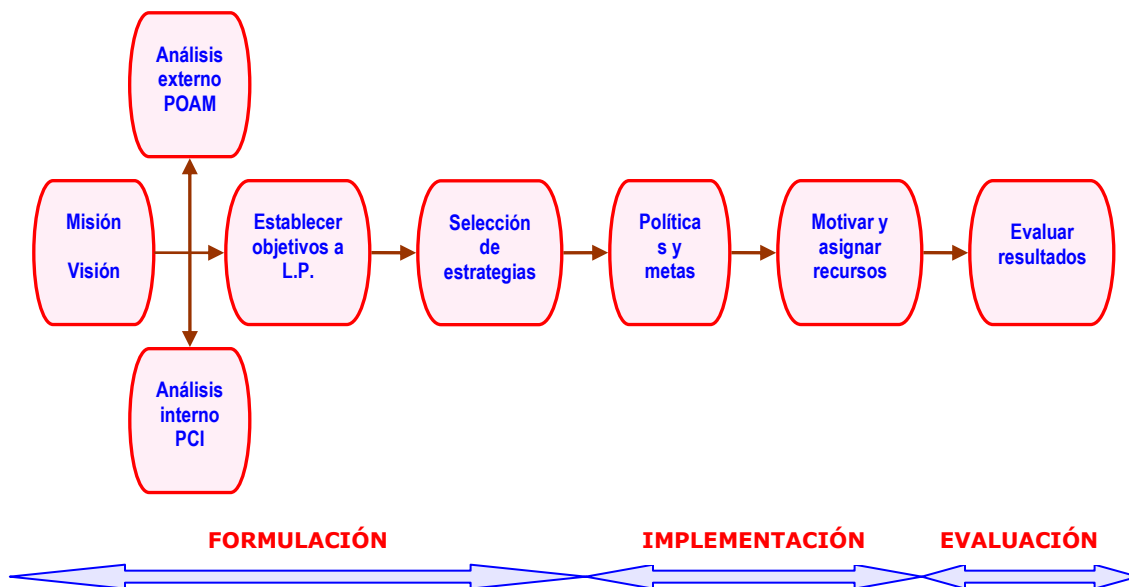 Análisis
externo
POAM
Misión
Visión
Establecer
objetivos a
L.P.
Selección
de
estrategias
Política
s y
metas
Motivar y
asignar
recursos
Evaluar
resultados
Análisis
interno
PCI
FORMULACIÓN
IMPLEMENTACIÓN
EVALUACIÓN